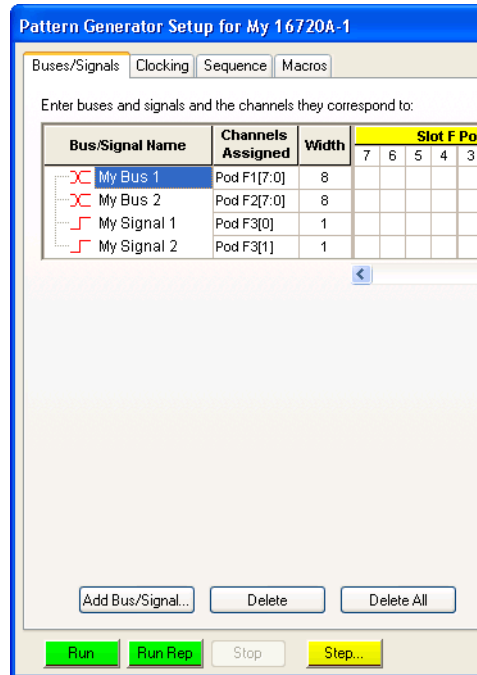 Pattern Generator Setup for My 16720A-1
Buses/Signals Clocking Sequence Macros
Enter buses and signals and the channels they correspond to:
Bus/Signal Name Channels Assigned Width Slot F Po
7 6 5 4 3
My Bus 1 Pod F1[7:0] 8
My Bus 2 Pod F2[7:0] 8
My Signal 1 Pod F3[0] 1
My Signal 2 Pod F3[1] 1
Add Bus/Signal... Delete Delete All
Run Run Rep Stop Step...